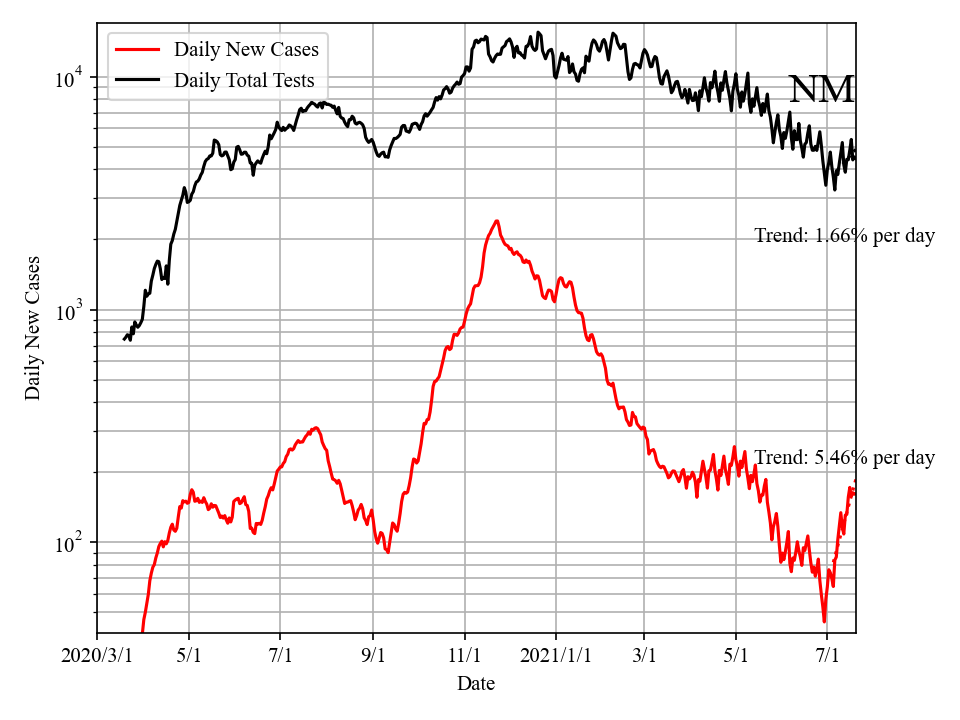 Daily New Cases
Daily Total Tests
NM
10^4
10^3
10^2
Trend: 1.66% per day
Trend: 5.46% per day
Daily New Cases
2020/3/1 5/1 7/1 9/1 11/1 2021/1/1 3/1 5/1 7/1
Date